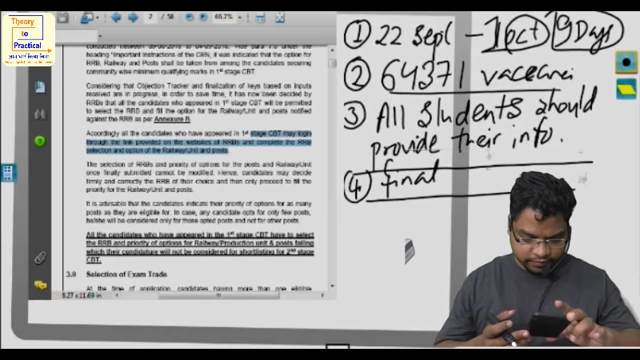 Theory
to
Practical
7 / 58
68.2%
conducted between 09-08-2018 to 04-09-2018. Vide para 7.0 under the
heading "Important Instructions of the CEN, it was indicated that the option for
RRB, Railway and Posts shall be taken from among the candidates securing
community wise minimum qualifying marks in 1st stage CBT.
Considering that Objection Tracker and finalization of keys based on inputs
received are in progress, in order to save time, it has now been decided by
RRBs that all the candidates who appeared in 1st stage CBT will be permitted
to select the RRB and fill the option for the Railway/Unit and posts notified
against the RRB as per Annexure B.
Accordingly all the candidates who have appeared in 1st stage CBT may login
through the link provided on the websites of RRBs and complete the RRB
selection and option of the Railway/Unit and posts.
The selection of RRBs and priority of options for the posts and Railway/Unit
once finally submitted cannot be modified. Hence, candidates may decide
firmly and correctly the RRB of their choice and then only proceed to fill the
priority for the Railway/Unit and posts.
It is advisable that the candidates indicate their priority of options for as many
posts as they are eligible for. In case, any candidate opts for only few posts,
he/she will be considered only for those opted posts and not for other posts.
All the candidates who have appeared in the 1st stage CBT have to select
the RRB and priority of options for Railway/Production unit & posts failing
which their candidature will not be considered for shortlisting for 2nd stage
CBT.
3.0 Selection of Exam Trade
At the time of application candidates having more than one eligible
8.27 x 11.69 in
1 22 Sept - 1 oct 9 Days
2 64371 vacanci
3 All students should
provide their info.
4 final